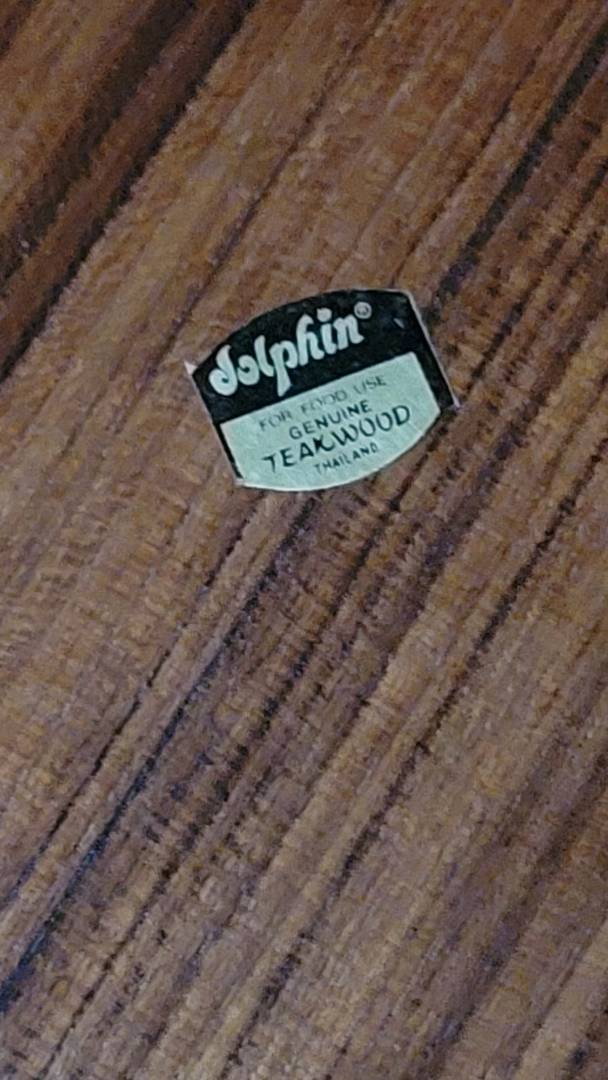 dolphin®
FOR FOOD USE
GENUINE
TEAKWOOD
THAILAND